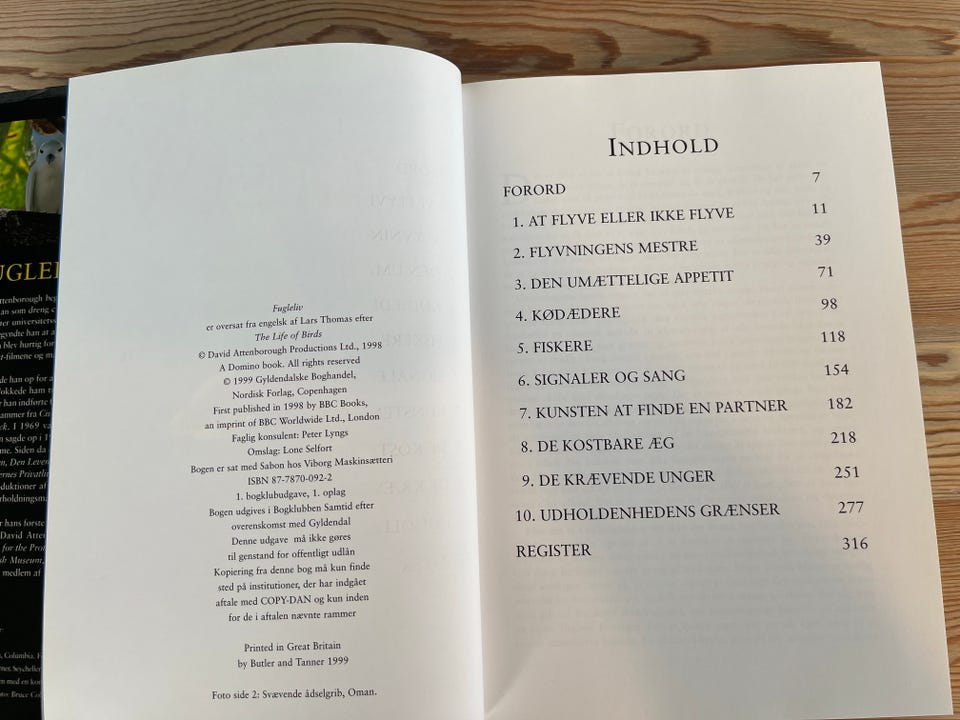 Attenborough
Fugleliv
er oversat fra engelsk af Lars Thomas efter
The Life of Birds
© David Attenborough Productions Ltd., 1998
A Domino book. All rights reserved
© 1999 Gyldendalske Boghandel,
Nordisk Forlag, Copenhagen
First published in 1998 by BBC Books,
an imprint of BBC Worldwide Ltd., London
Faglig konsulent: Peter Lyngs
Omslag: Lone Selfort
Bogen er sat med Sabon hos Viborg Maskinsætteri
ISBN 87-7870-092-2
1. bogklubudgave, 1. oplag
Bogen udgives i Bogklubben Samtid efter
overenskomst med Gyldendal
Denne udgave må ikke gøres
til genstand for offentligt udlån
Kopiering fra denne bog må kun finde
sted på institutioner, der har indgået
aftale med COPY-DAN og kun inden
for de i aftalen nævnte rammer
Printed in Great Britain
by Butler and Tanner 1999
Foto side 2: Svævende ådselgrib, Oman.
INDHOLD
FORORD 7
1. AT FLYVE ELLER IKKE FLYVE 11
2. FLYVNINGENS MESTRE 39
3. DEN UMÆTTELIGE APPETIT 71
4. KØDÆDERE 98
5. FISKERE 118
6. SIGNALER OG SANG 154
7. KUNSTEN AT FINDE EN PARTNER 182
8. DE KOSTBARE ÆG 218
9. DE KRÆVENDE UNGER 251
10. UDHOLDENHEDENS GRÆNSER 277
REGISTER 316